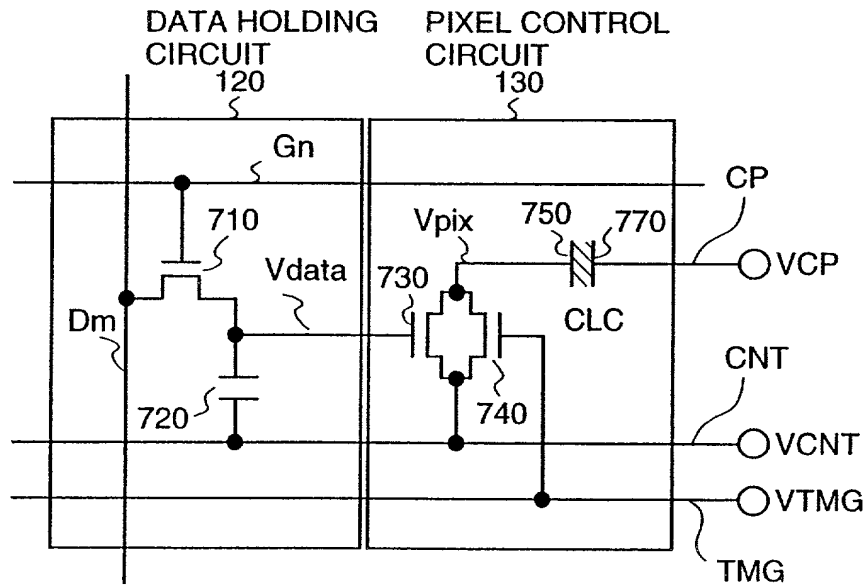 DATA HOLDING CIRCUIT
120
PIXEL CONTROL CIRCUIT
130
Gn
CP
710
Vpix
750
770
Vdata
730
VCP
Dm
CLC
CNT
720
740
VCNT
VTMG
TMG